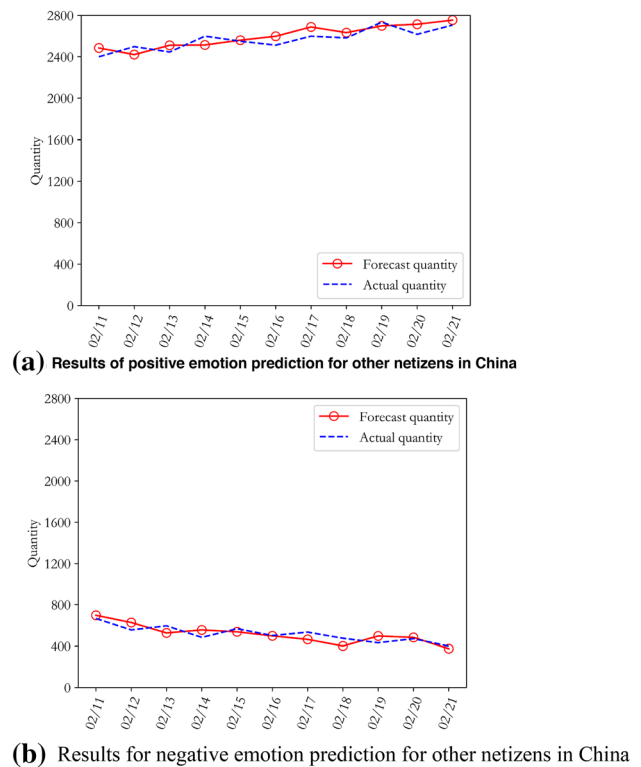 2800
2400
2000
1600
1200
800
400
0
Quantity
Forecast quantity
Actual quantity
02/11 02/12 02/13 02/14 02/15 02/16 02/17 02/18 02/19 02/20 02/21
(a) Results of positive emotion prediction for other netizens in China
2800
2400
2000
1600
1200
800
400
0
Quantity
Forecast quantity
Actual quantity
02/11 02/12 02/13 02/14 02/15 02/16 02/17 02/18 02/19 02/20 02/21
(b) Results for negative emotion prediction for other netizens in China